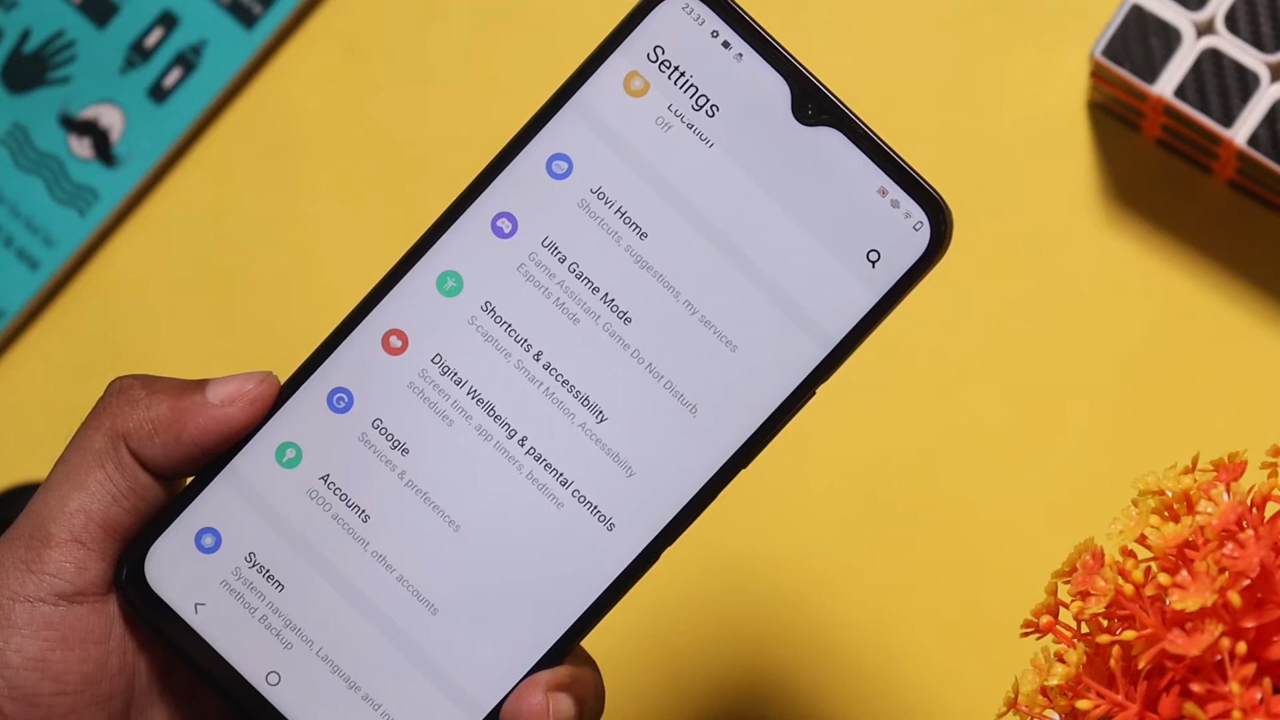 23:33
Settings
Location
Off
Jovi Home
Shortcuts, suggestions, my services
Ultra Game Mode
Game Assistant, Game Do Not Disturb,
Esports Mode
Shortcuts & accessibility
S-capture, Smart Motion, Accessibility
Digital Wellbeing & parental controls
Screen time, app timers, bedtime
schedules
Google
Services & preferences
Accounts
iQOO account, other accounts
System
System navigation, Language and in
method, Backup